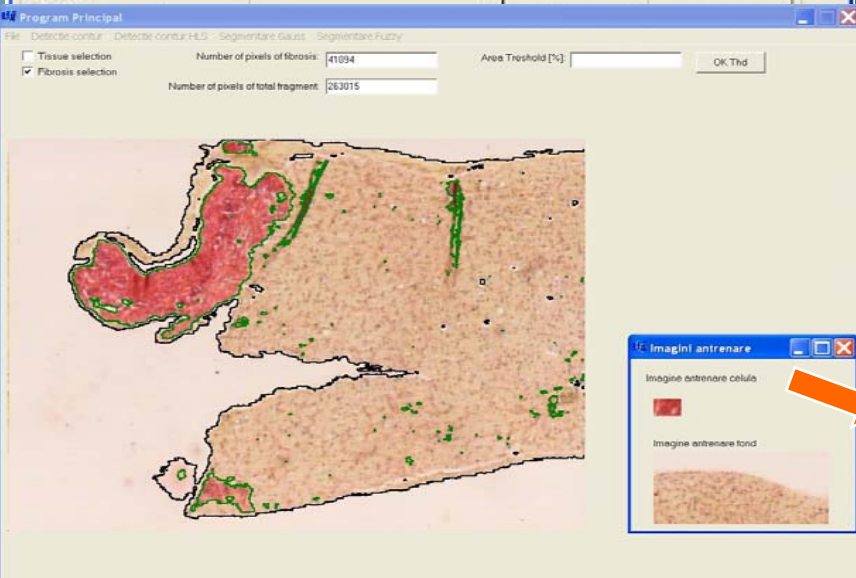 Program Principal
File Detectie contur Detectie contur HLS Segmentare Gauss Segmentare Fuzzy
Tissue selection
Fibrosis selection
Number of pixels of fibrosis: 41894
Number of pixels of total fragment: 263015
Area Treshold [%]:
OK Thd
Imagini antrenare
Imagine antrenare celula
Imagine antrenare fond